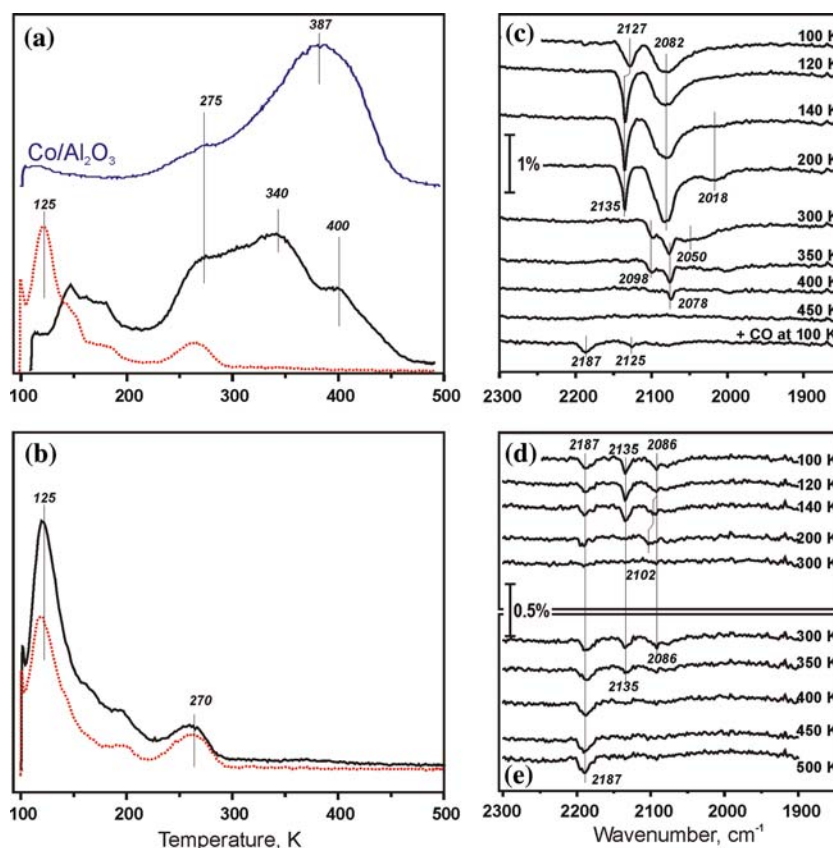 (a)
387
275
Co/Al2O3
125
340
400
100 200 300 400 500
(b)
125
270
100 200 300 400 500
Temperature, K
(c)
2127
2082
100 K
120 K
140 K
1%
200 K
2135
2018
300 K
2098
2050
350 K
400 K
2078
450 K
+ CO at 100 K
2187
2125
2300 2200 2100 2000 1900
(d)
2187 2135 2086
100 K
120 K
140 K
200 K
2102
300 K
0.5%
300 K
2086
350 K
2135
400 K
450 K
500 K
(e)
2187
2300 2200 2100 2000 1900
Wavenumber, cm-1